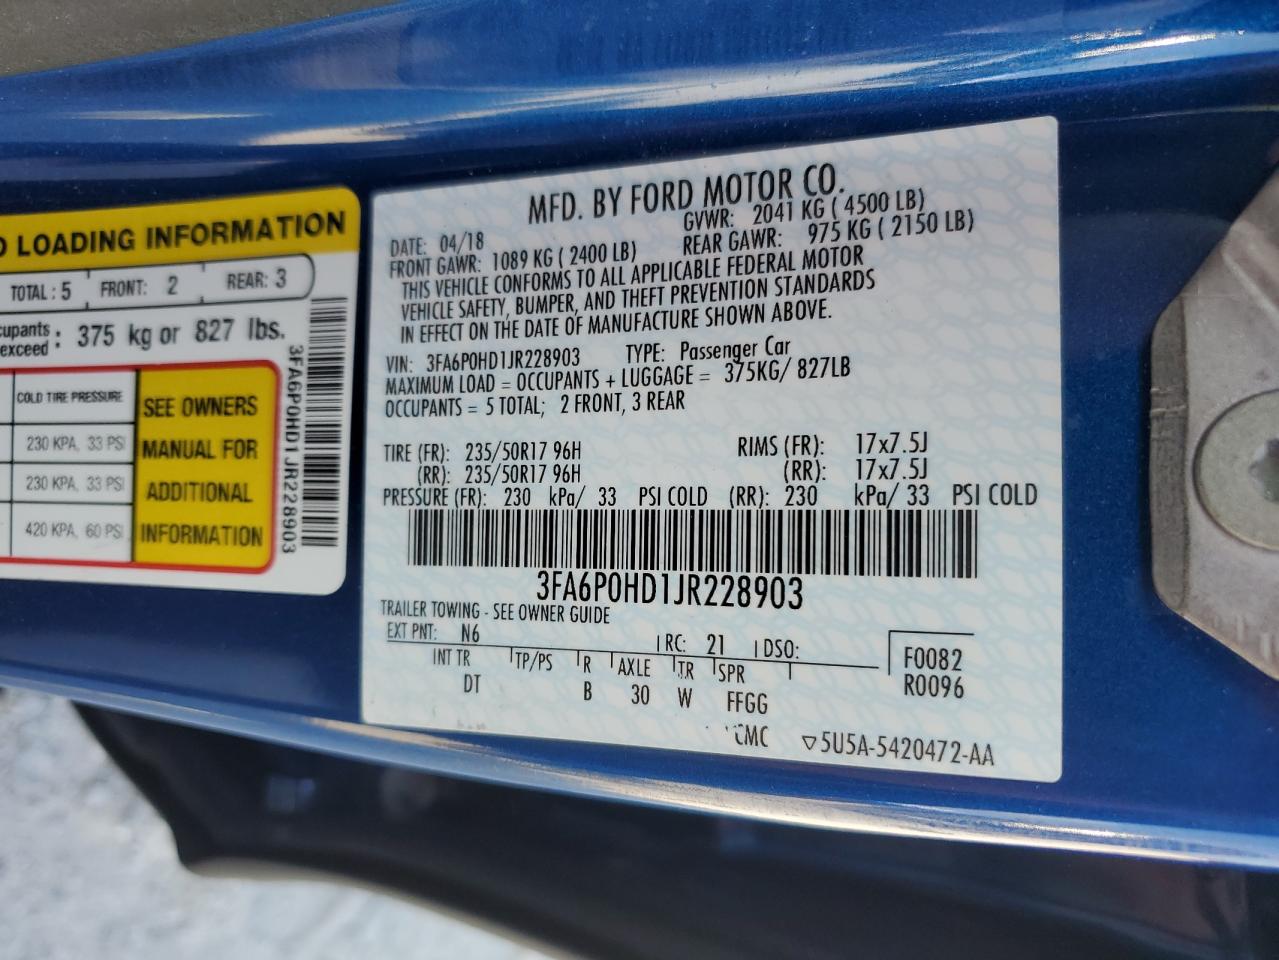 D LOADING INFORMATION
TOTAL: 5 FRONT: 2 REAR: 3
cupants exceed : 375 kg or 827 lbs.
COLD TIRE PRESSURE
230 KPA, 33 PSI
230 KPA, 33 PSI
420 KPA, 60 PSI
SEE OWNERS
MANUAL FOR
ADDITIONAL
INFORMATION
3FA6P0HD1JR228903
MFD. BY FORD MOTOR CO.
DATE: 04/18 GVWR: 2041 KG ( 4500 LB)
FRONT GAWR: 1089 KG ( 2400 LB) REAR GAWR: 975 KG ( 2150 LB)
THIS VEHICLE CONFORMS TO ALL APPLICABLE FEDERAL MOTOR
VEHICLE SAFETY, BUMPER, AND THEFT PREVENTION STANDARDS
IN EFFECT ON THE DATE OF MANUFACTURE SHOWN ABOVE.
VIN: 3FA6P0HD1JR228903 TYPE: Passenger Car
MAXIMUM LOAD = OCCUPANTS + LUGGAGE = 375KG/ 827LB
OCCUPANTS = 5 TOTAL; 2 FRONT, 3 REAR
TIRE (FR): 235/50R17 96H RIMS (FR): 17x7.5J
(RR): 235/50R17 96H (RR): 17x7.5J
PRESSURE (FR): 230 kPa/ 33 PSI COLD (RR): 230 kPa/ 33 PSI COLD
3FA6P0HD1JR228903
TRAILER TOWING - SEE OWNER GUIDE
EXT PNT: N6 RC: 21 DSO:
INT TR TP/PS R AXLE TR SPR
DT B 30 W FFGG
F0082
R0096
5U5A-5420472-AA